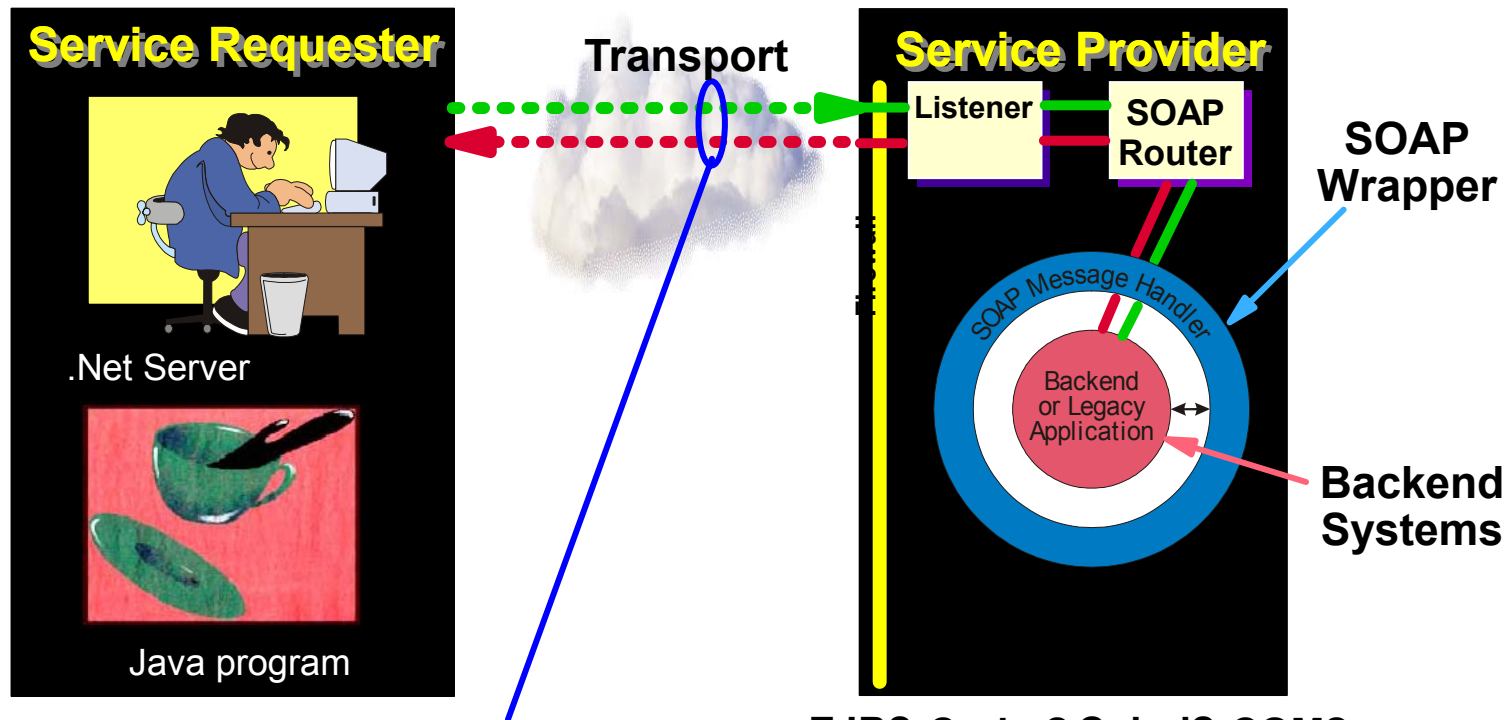 Service Requester
.Net Server
Java program
Transport
Service Provider
Listener
SOAP
Router
Firewall
SOAP Message Handler
Backend
or Legacy
Application
SOAP
Wrapper
Backend
Systems